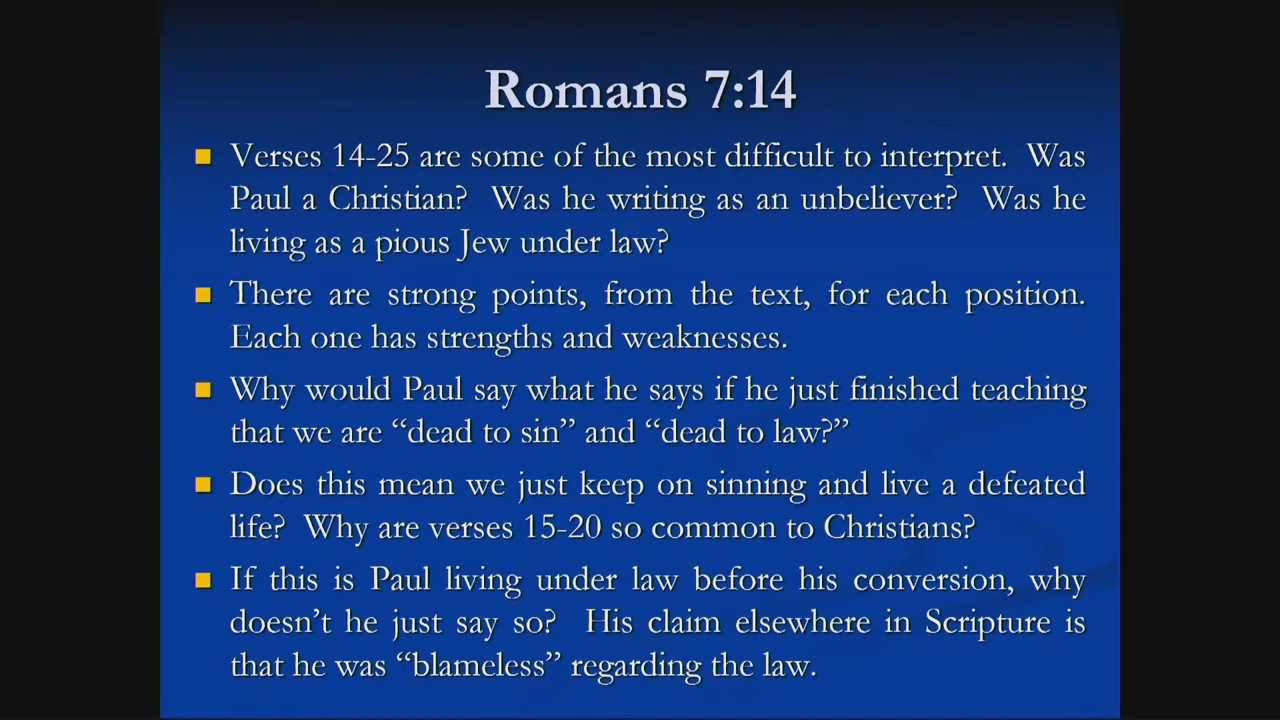 Romans 7:14
Verses 14-25 are some of the most difficult to interpret. Was
Paul a Christian? Was he writing as an unbeliever? Was he
living as a pious Jew under law?
There are strong points, from the text, for each position.
Each one has strengths and weaknesses.
Why would Paul say what he says if he just finished teaching
that we are “dead to sin” and “dead to law?”
Does this mean we just keep on sinning and live a defeated
life? Why are verses 15-20 so common to Christians?
If this is Paul living under law before his conversion, why
doesn’t he just say so? His claim elsewhere in Scripture is
that he was “blameless” regarding the law.